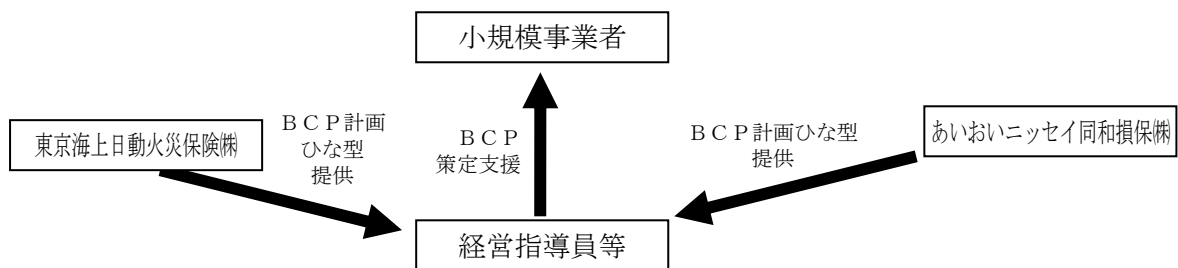 小規模事業者
東京海上日動火災保険㈱
ＢＣＰ計画
ひな型
提供
ＢＣＰ
策定支援
ＢＣＰ計画ひな型
提供
あいおいニッセイ同和損保㈱
経営指導員等